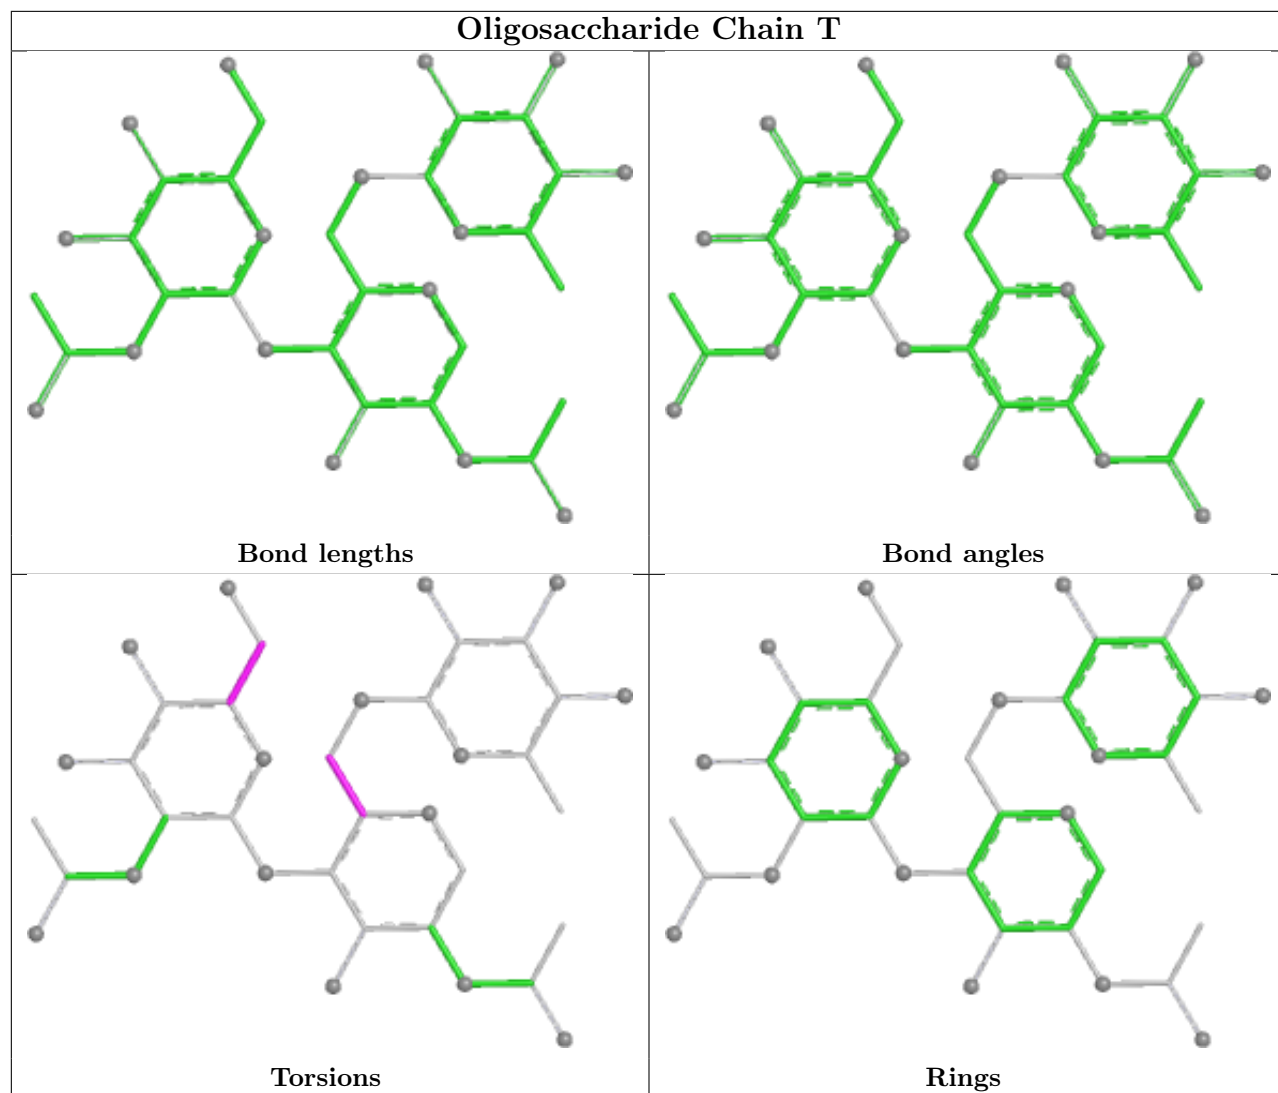 Oligosaccharide Chain T
Bond lengths
Bond angles
Torsions
Rings